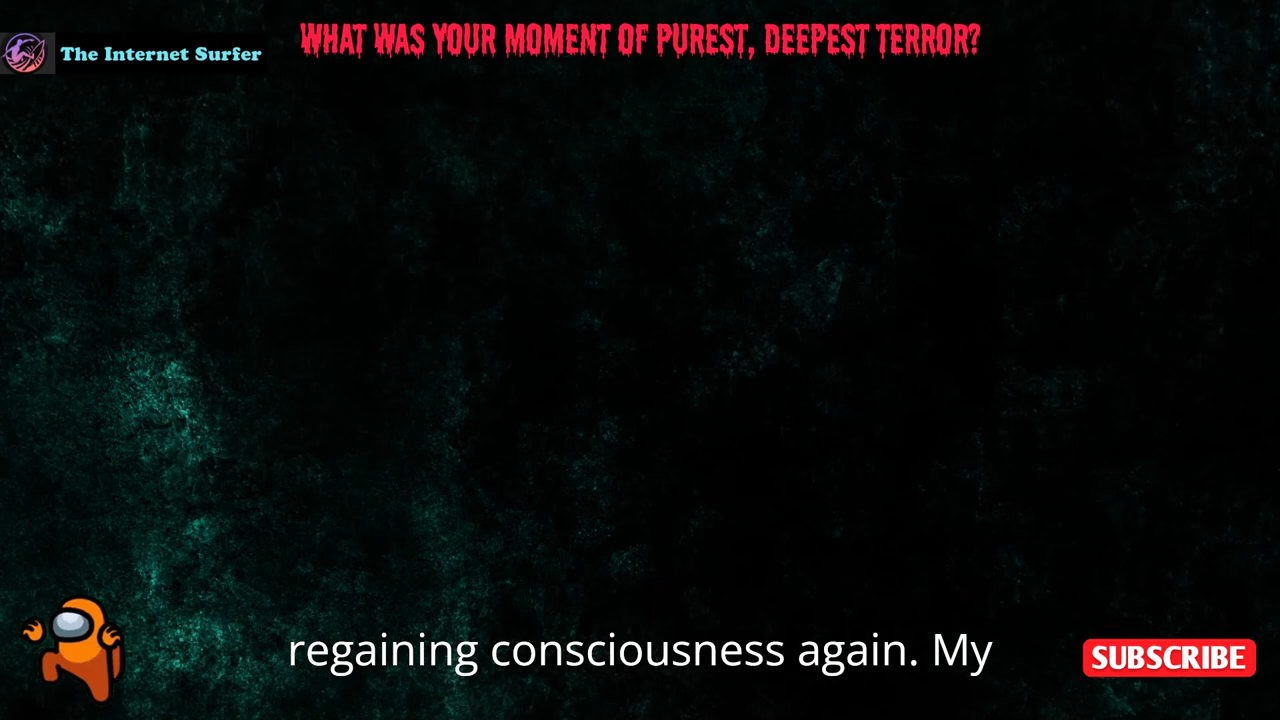 WHAT WAS YOUR MOMENT OF PUREST, DEEPEST TERROR?
The Internet Surfer
regaining consciousness again. My
SUBSCRIBE